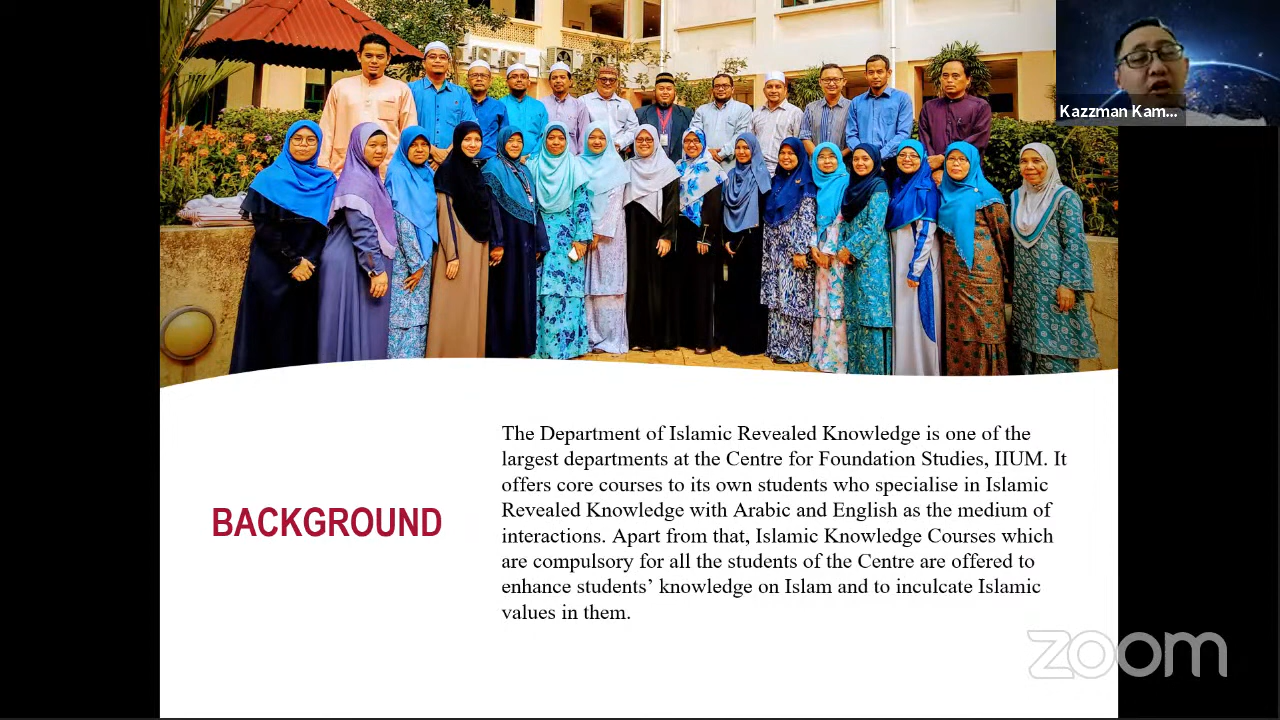 Kazzman Kam...
The Department of Islamic Revealed Knowledge is one of the
largest departments at the Centre for Foundation Studies, IIUM. It
offers core courses to its own students who specialise in Islamic
Revealed Knowledge with Arabic and English as the medium of
BACKGROUND
interactions. Apart from that, Islamic Knowledge Courses which
are compulsory for all the students of the Centre are offered to
enhance students’ knowledge on Islam and to inculcate Islamic
values in them.
zoom